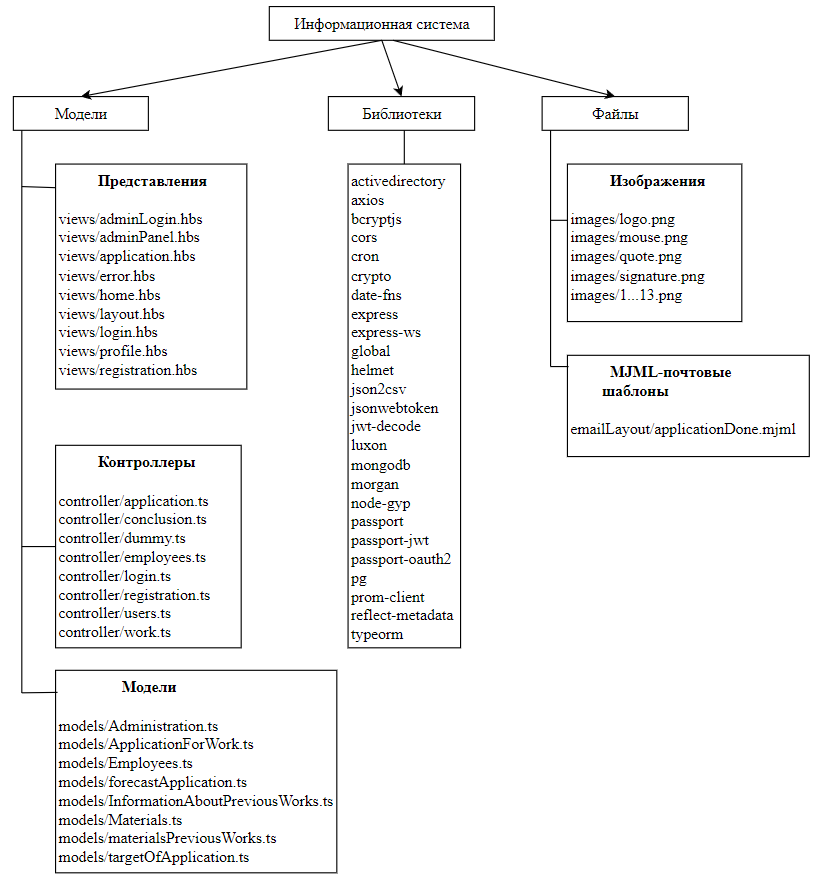 Информационная система
Модели
Библиотеки
Файлы
Представления
views/adminLogin.hbs
views/adminPanel.hbs
views/application.hbs
views/error.hbs
views/home.hbs
views/layout.hbs
views/login.hbs
views/profile.hbs
views/registration.hbs
Контроллеры
controller/application.ts
controller/conclusion.ts
controller/dummy.ts
controller/employees.ts
controller/login.ts
controller/registration.ts
controller/users.ts
controller/work.ts
Модели
models/Administration.ts
models/ApplicationForWork.ts
models/Employees.ts
models/forecastApplication.ts
models/InformationAboutPreviousWorks.ts
models/Materials.ts
models/materialsPreviousWorks.ts
models/targetOfApplication.ts
activedirectory
axios
bcryptjs
cors
cron
crypto
date-fns
express
express-ws
global
helmet
json2csv
jsonwebtoken
jwt-decode
luxon
mongodb
morgan
node-gyp
passport
passport-jwt
passport-oauth2
pg
prom-client
reflect-metadata
typeorm
Изображения
images/logo.png
images/mouse.png
images/quote.png
images/signature.png
images/1...13.png
MJML-почтовые
шаблоны
emailLayout/applicationDone.mjml